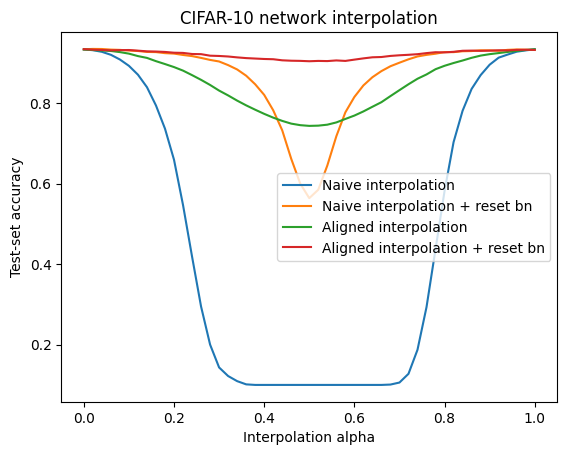 CIFAR-10 network interpolation
Test-set accuracy
0.8
0.6
0.4
0.2
Naive interpolation
Naive interpolation + reset bn
Aligned interpolation
Aligned interpolation + reset bn
0.0 0.2 0.4 0.6 0.8 1.0
Interpolation alpha